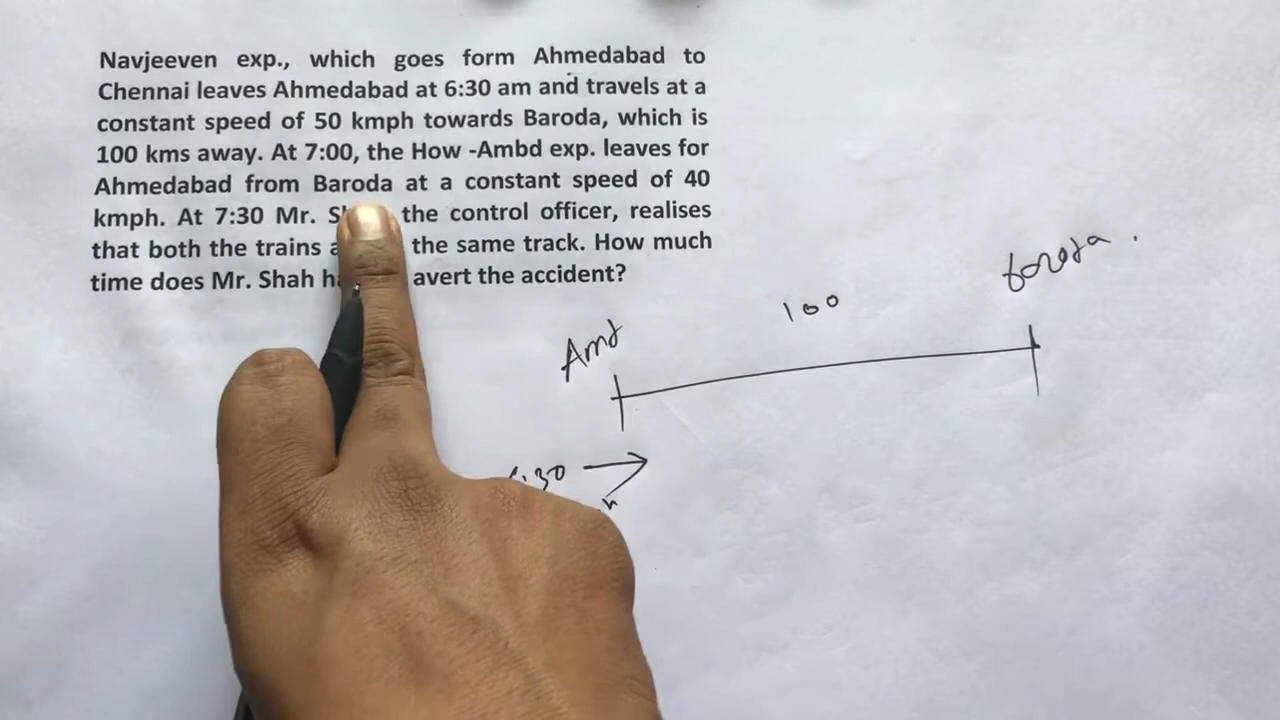 Navjeeven exp., which goes form Ahmedabad to
Chennai leaves Ahmedabad at 6:30 am and travels at a
constant speed of 50 kmph towards Baroda, which is
100 kms away. At 7:00, the How -Ambd exp. leaves for
Ahmedabad from Baroda at a constant speed of 40
kmph. At 7:30 Mr. the control officer, realises
that both the trains the same track. How much
time does Mr. Shah avert the accident?
100
Amd
:30